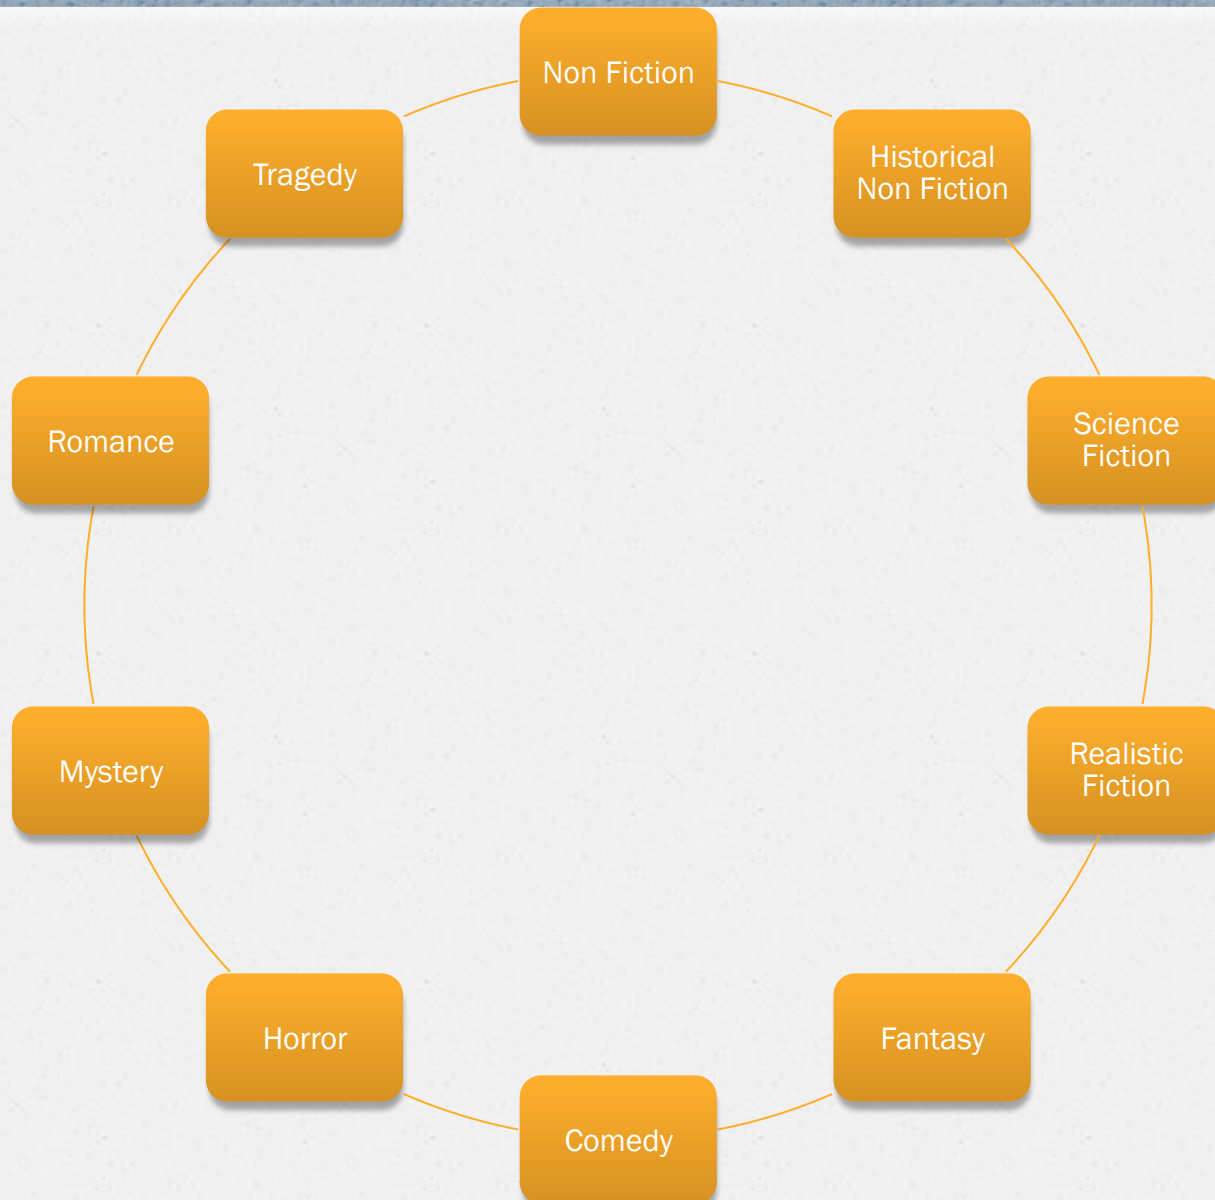 Non Fiction
Historical
Non Fiction
Science
Fiction
Realistic
Fiction
Fantasy
Comedy
Horror
Mystery
Romance
Tragedy